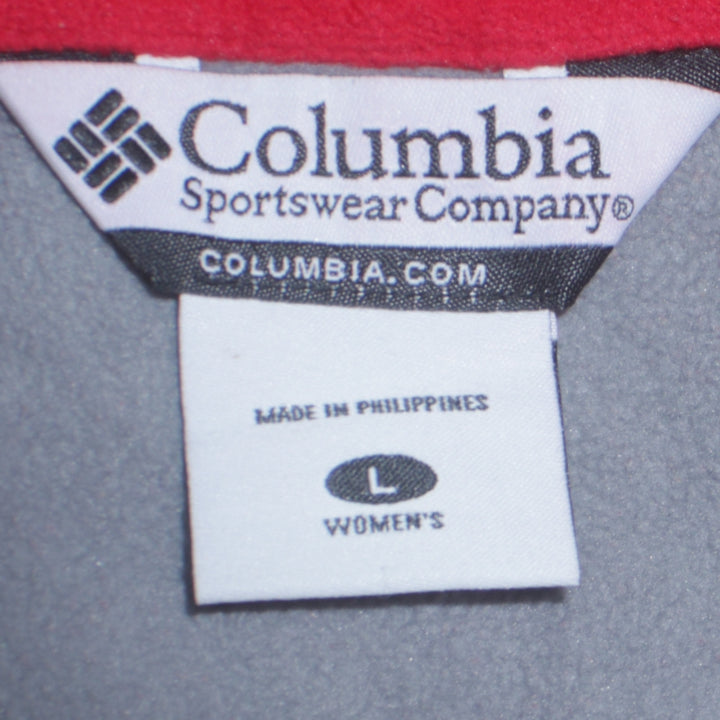 Columbia
Sportswear Company®
COLUMBIA.COM
MADE IN PHILIPPINES
L
WOMEN'S